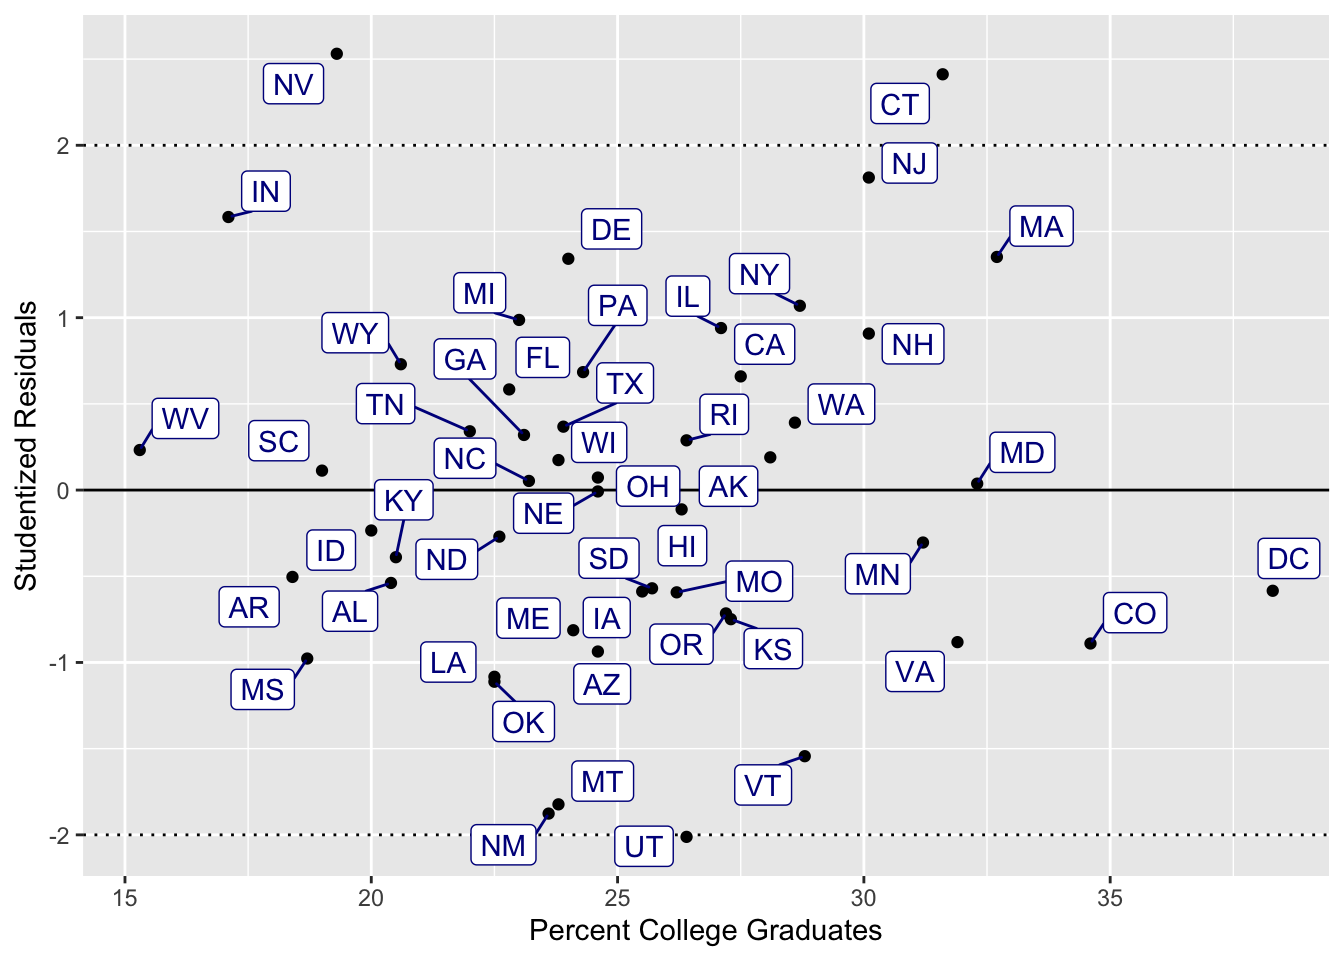 NV
CT
2
NJ
IN
MA
DE
NY
IL
MI
PA
1
WY
NH
CA
FL
GA
TX
TN
WA
RI
WV
SC
WI
MD
NC
OH
AK
0
KY
NE
HI
ID
ND
SD
DC
MN
MO
AR
AL
ME
IA
CO
OR
KS
-1
LA
VA
MS
AZ
OK
MT
VT
-2
NM
UT
15
20
25
30
35
Percent College Graduates
Studentized Residuals